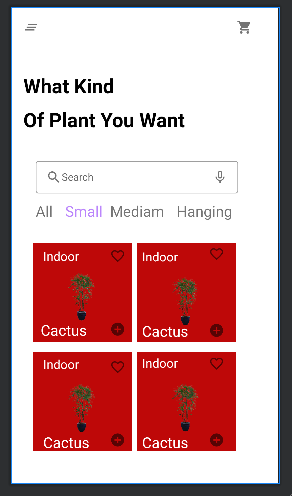 What Kind
Of Plant You Want
Search
All Small Mediam Hanging
Indoor Indoor
Cactus Cactus
Indoor Indoor
Cactus Cactus